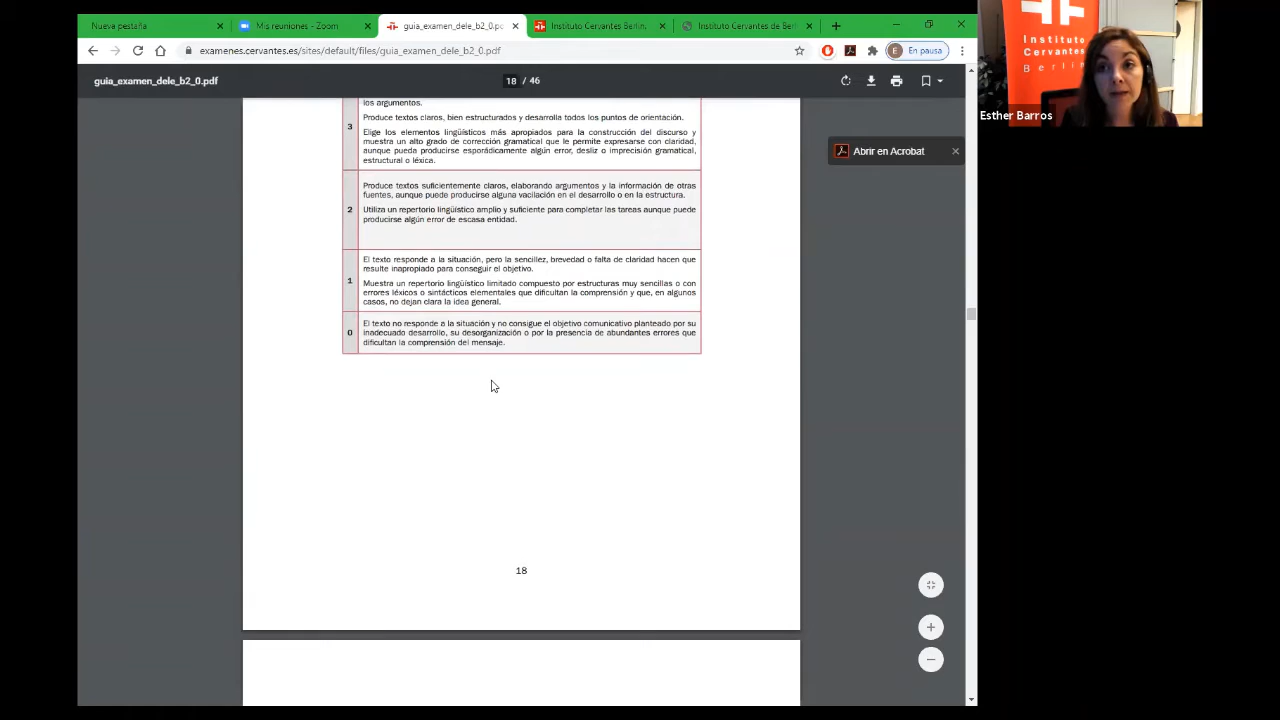 Nueva pestaña
Mis reuniones - Zoom
guia_examen_dele_b2_0.pd
Instituto Cervantes Berlin.
Instituto Cervantes de Berl
examenes.cervantes.es/sites/default/files/guia_examen_dele_b2_0.pdf
E En pausa
guia_examen_dele_b2_0.pdf
18 / 46
Abrir en Acrobat
los argumentos.
3
Produce textos claros, bien estructurados y desarrolla todos los puntos de orientación.
Elige los elementos lingüísticos más apropiados para la construcción del discurso y
muestra un alto grado de corrección gramatical que le permite expresarse con claridad,
aunque pueda producirse esporádicamente algún error, desliz o imprecisión gramatical,
estructural o léxica.
2
Produce textos suficientemente claros, elaborando argumentos y la información de otras
fuentes, aunque puede producirse alguna vacilación en el desarrollo o en la estructura.
Utiliza un repertorio lingüístico amplio y suficiente para completar las tareas aunque puede
producirse algún error de escasa entidad.
1
El texto responde a la situación, pero la sencillez, brevedad o falta de claridad hacen que
resulte inapropiado para conseguir el objetivo.
Muestra un repertorio lingüístico limitado compuesto por estructuras muy sencillas o con
errores léxicos o sintácticos elementales que dificultan la comprensión y que, en algunos
casos, no dejan clara la idea general.
0
El texto no responde a la situación y no consigue el objetivo comunicativo planteado por su
inadecuado desarrollo, su desorganización o por la presencia de abundantes errores que
dificultan la comprensión del mensaje.
18
Instituto
Cervantes
Berlin
Esther Barros